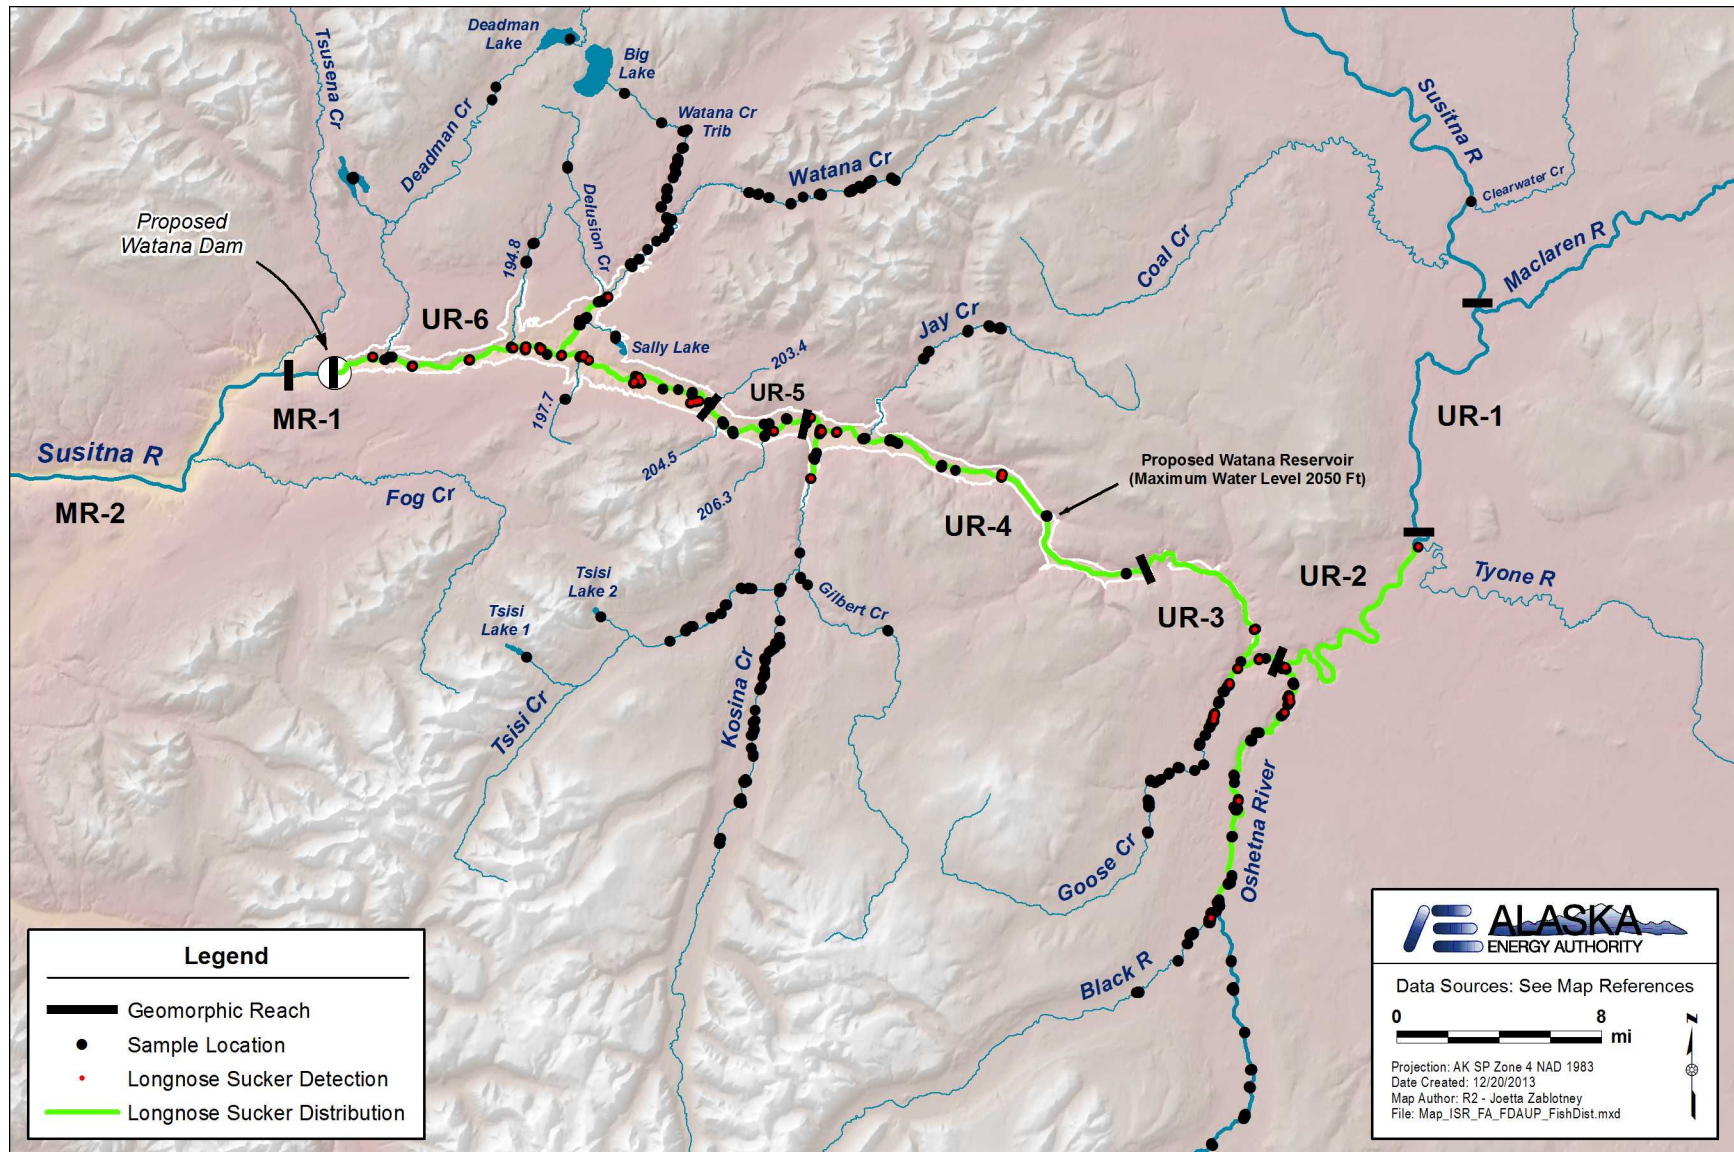 Deadman
Lake
Big
Lake
Tsusena Cr
Deadman Cr
Watana Cr
Trib
Watana Cr
Susitna R
Clearwater Cr
Maclaren R
Coal Cr
Proposed
Watana Dam
Delusion Cr
194.8
UR-6
Jay Cr
Sally Lake
203.4
UR-5
197.7
MR-1
UR-1
Susitna R
204.5
206.3
Proposed Watana Reservoir
(Maximum Water Level 2050 Ft)
Fog Cr
MR-2
UR-4
Tsisi
Lake 2
Tsisi
Lake 1
Gilbert Cr
UR-2
Tyone R
UR-3
Kosina Cr
Tsisi Cr
Goose Cr
Oshetna River
Black R
Legend
Geomorphic Reach
Sample Location
Longnose Sucker Detection
Longnose Sucker Distribution
ALASKA
ENERGY AUTHORITY
Data Sources: See Map References
0 8
mi
N
Projection: AK SP Zone 4 NAD 1983
Date Created: 12/20/2013
Map Author: R2 - Joetta Zablotney
File: Map_ISR_FA_FDAUP_FishDist.mxd